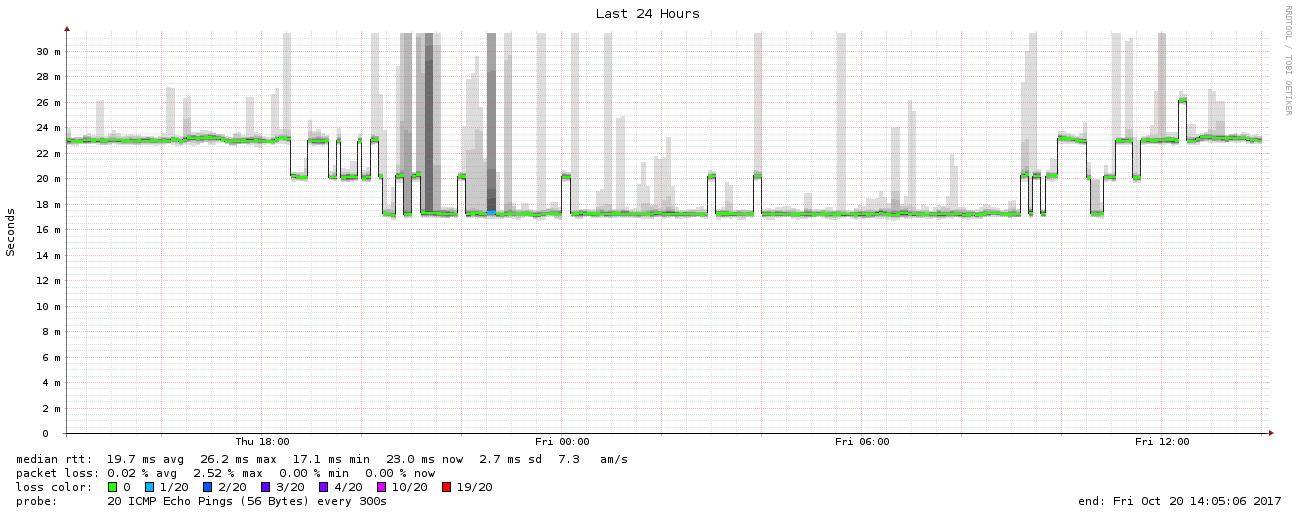 Last 24 Hours
RRDTOOL / TOBI OETIKER
Seconds
30 m
28 m
26 m
24 m
22 m
20 m
18 m
16 m
14 m
12 m
10 m
8 m
6 m
4 m
2 m
0
Thu 18:00 Fri 00:00 Fri 06:00 Fri 12:00
median rtt: 19.7 ms avg 26.2 ms max 17.1 ms min 23.0 ms now 2.7 ms sd 7.3 am/s
packet loss: 0.02 % avg 2.52 % max 0.00 % min 0.00 % now
loss color: 0 1/20 2/20 3/20 4/20 10/20 19/20
probe: 20 ICMP Echo Pings (56 Bytes) every 300s end: Fri Oct 20 14:05:06 2017